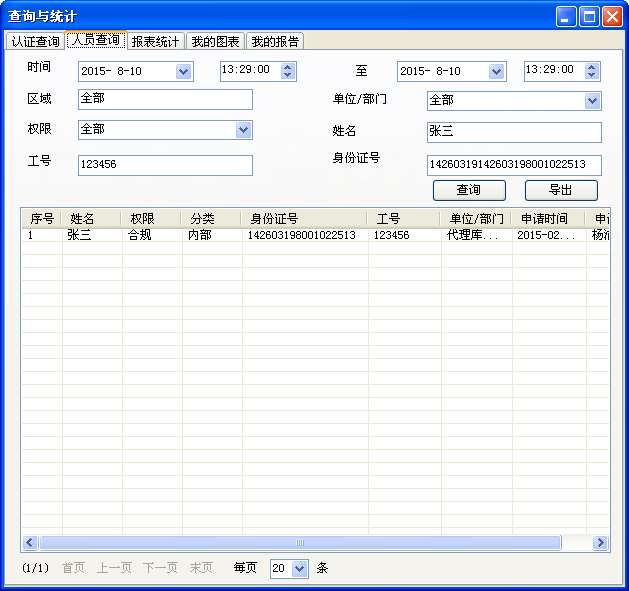 查询与统计
认证查询 人员查询 报表统计 我的图表 我的报告
时间 2015- 8-10 13:29:00 至 2015- 8-10 13:29:00
区域 全部 单位/部门 全部
权限 全部 姓名 张三
工号 123456 身份证号 14260319142603198001022513
查询 导出
序号 姓名 权限 分类 身份证号 工号 单位/部门 申请时间
1 张三 合规 内部 142603198001022513 123456 代理库... 2015-02...
(1/1) 首页 上一页 下一页 末页 每页 20 条